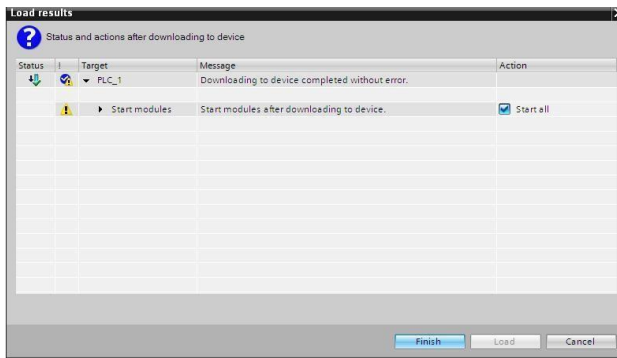 Load results
Status and actions after downloading to device
Status ! Target Message Action
PLC_1 Downloading to device completed without error.
Start modules Start modules after downloading to device. Start all
Finish Load Cancel